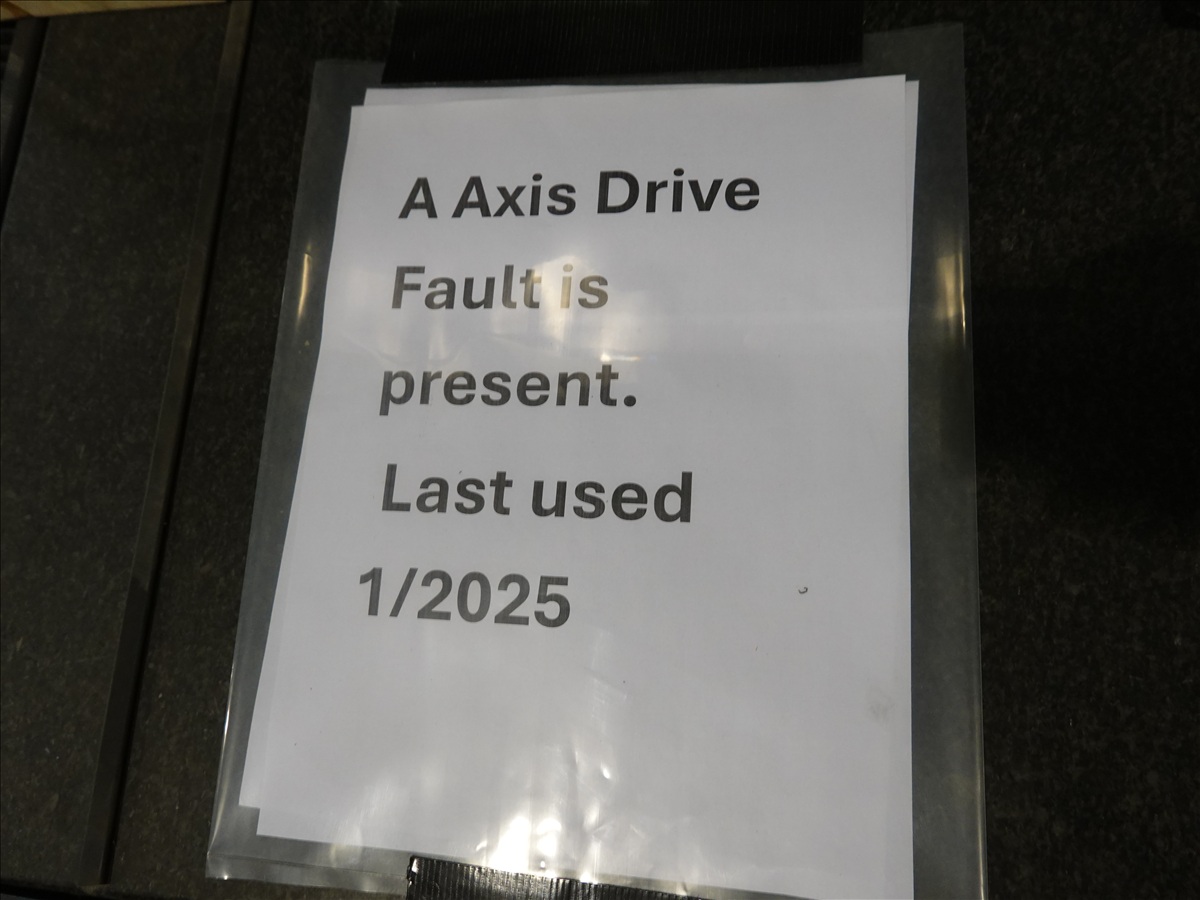 A Axis Drive
Fault is
present.
Last used
1/2025